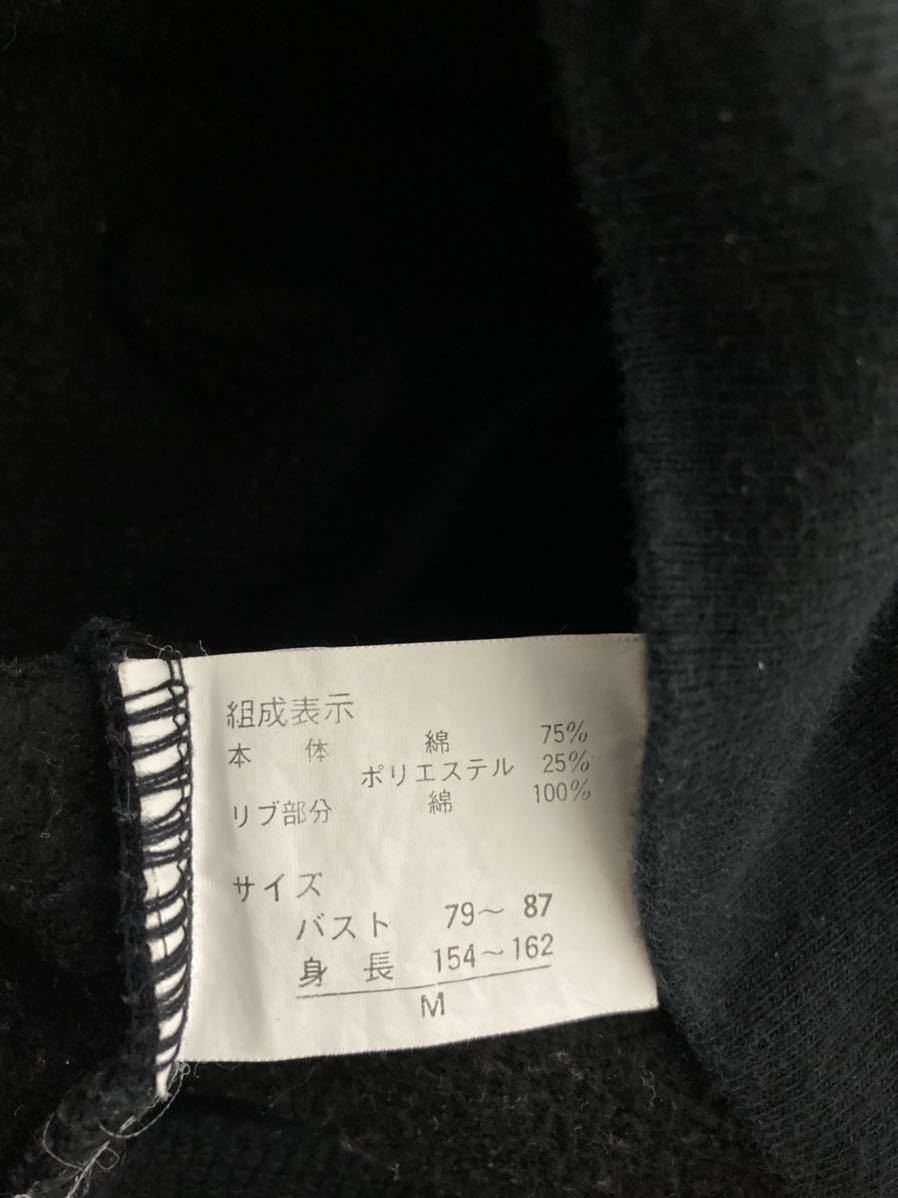 組成表示
本 体 綿 75%
ポリエステル 25%
リブ部分 綿 100%
サイズ
バスト 79〜 87
身 長 154〜162
M